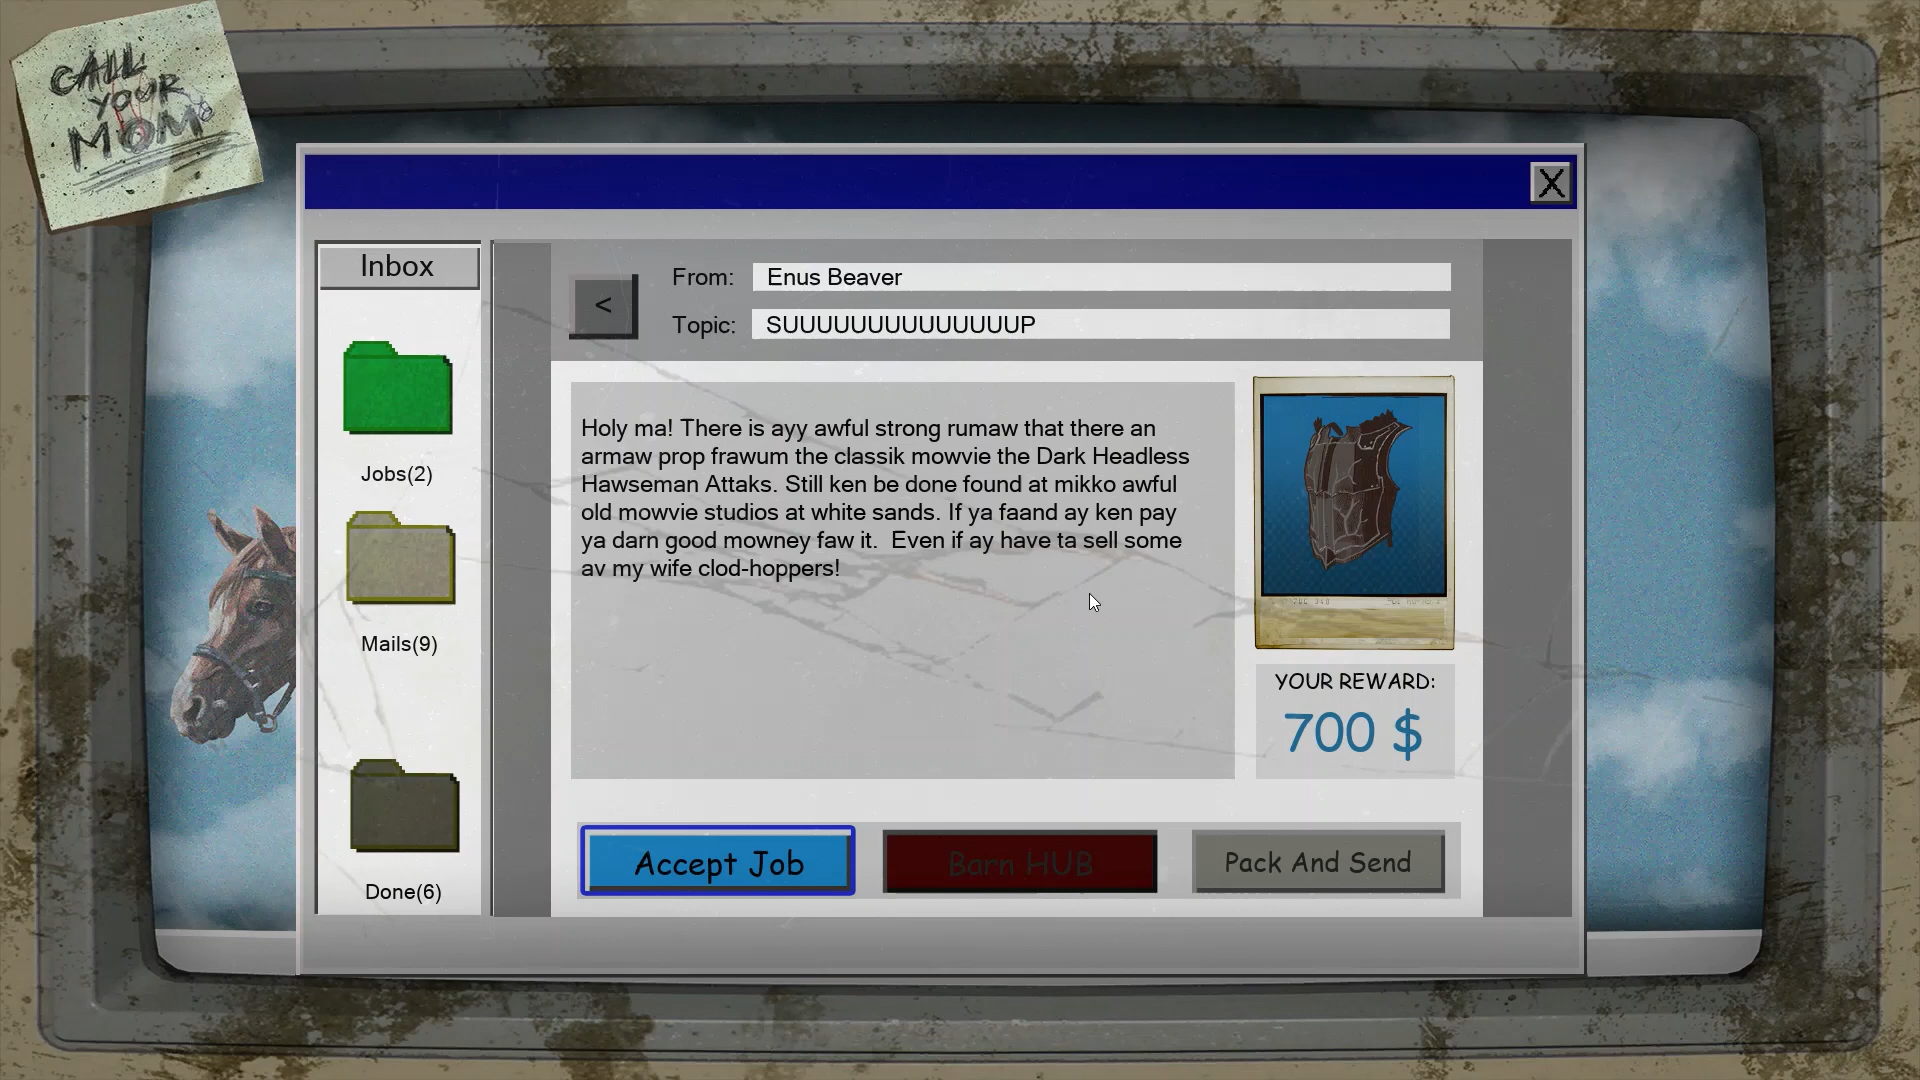 CALL
YOUR
MOM
X
Inbox
Jobs(2)
Mails(9)
Done(6)
<
From: Enus Beaver
Topic: SUUUUUUUUUUUUUUP
Holy ma! There is ayy awful strong rumaw that there an
armaw prop frawum the classik mowvie the Dark Headless
Hawseman Attaks. Still ken be done found at mikko awful
old mowvie studios at white sands. If ya faand ay ken pay
ya darn good mowney faw it.  Even if ay have ta sell some
av my wife clod-hoppers!
YOUR REWARD:
700 $
Accept Job
Barn HUB
Pack And Send